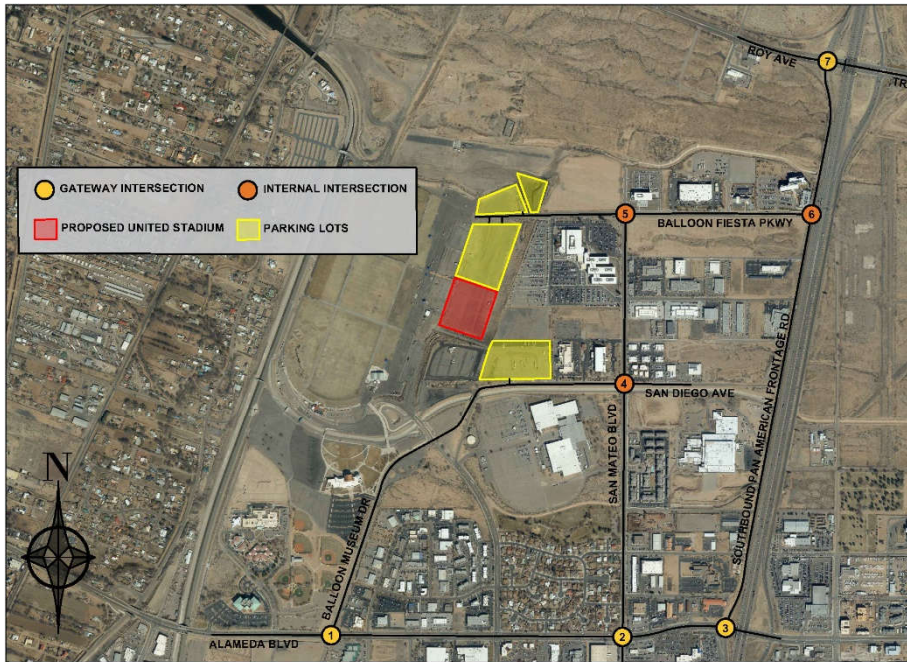 ROY AVE
7
TR
GATEWAY INTERSECTION
INTERNAL INTERSECTION
PROPOSED UNITED STADIUM
PARKING LOTS
5
6
BALLOON FIESTA PKWY
4
SAN DIEGO AVE
SAN MATEO BLVD
SOUTHBOUND PAN AMERICAN FRONTAGE RD
N
BALLOON MUSEUM DR
1
2
3
ALAMEDA BLVD